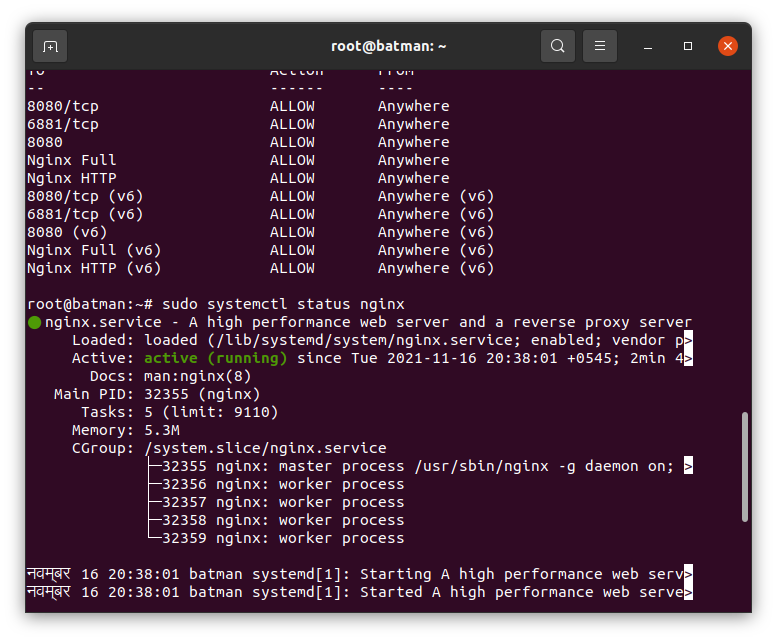 root@batman: ~
To                         Action      From
--                         ------      ----
8080/tcp                   ALLOW       Anywhere
6881/tcp                   ALLOW       Anywhere
8080                       ALLOW       Anywhere
Nginx Full                 ALLOW       Anywhere
Nginx HTTP                 ALLOW       Anywhere
8080/tcp (v6)              ALLOW       Anywhere (v6)
6881/tcp (v6)              ALLOW       Anywhere (v6)
8080 (v6)                  ALLOW       Anywhere (v6)
Nginx Full (v6)            ALLOW       Anywhere (v6)
Nginx HTTP (v6)            ALLOW       Anywhere (v6)
root@batman:~# sudo systemctl status nginx
● nginx.service - A high performance web server and a reverse proxy server
     Loaded: loaded (/lib/systemd/system/nginx.service; enabled; vendor p>
     Active: active (running) since Tue 2021-11-16 20:38:01 +0545; 2min 4>
       Docs: man:nginx(8)
   Main PID: 32355 (nginx)
      Tasks: 5 (limit: 9110)
     Memory: 5.3M
     CGroup: /system.slice/nginx.service
             ├─32355 nginx: master process /usr/sbin/nginx -g daemon on; >
             ├─32356 nginx: worker process
             ├─32357 nginx: worker process
             ├─32358 nginx: worker process
             └─32359 nginx: worker process
नवम्बर 16 20:38:01 batman systemd[1]: Starting A high performance web serv>
नवम्बर 16 20:38:01 batman systemd[1]: Started A high performance web serve>